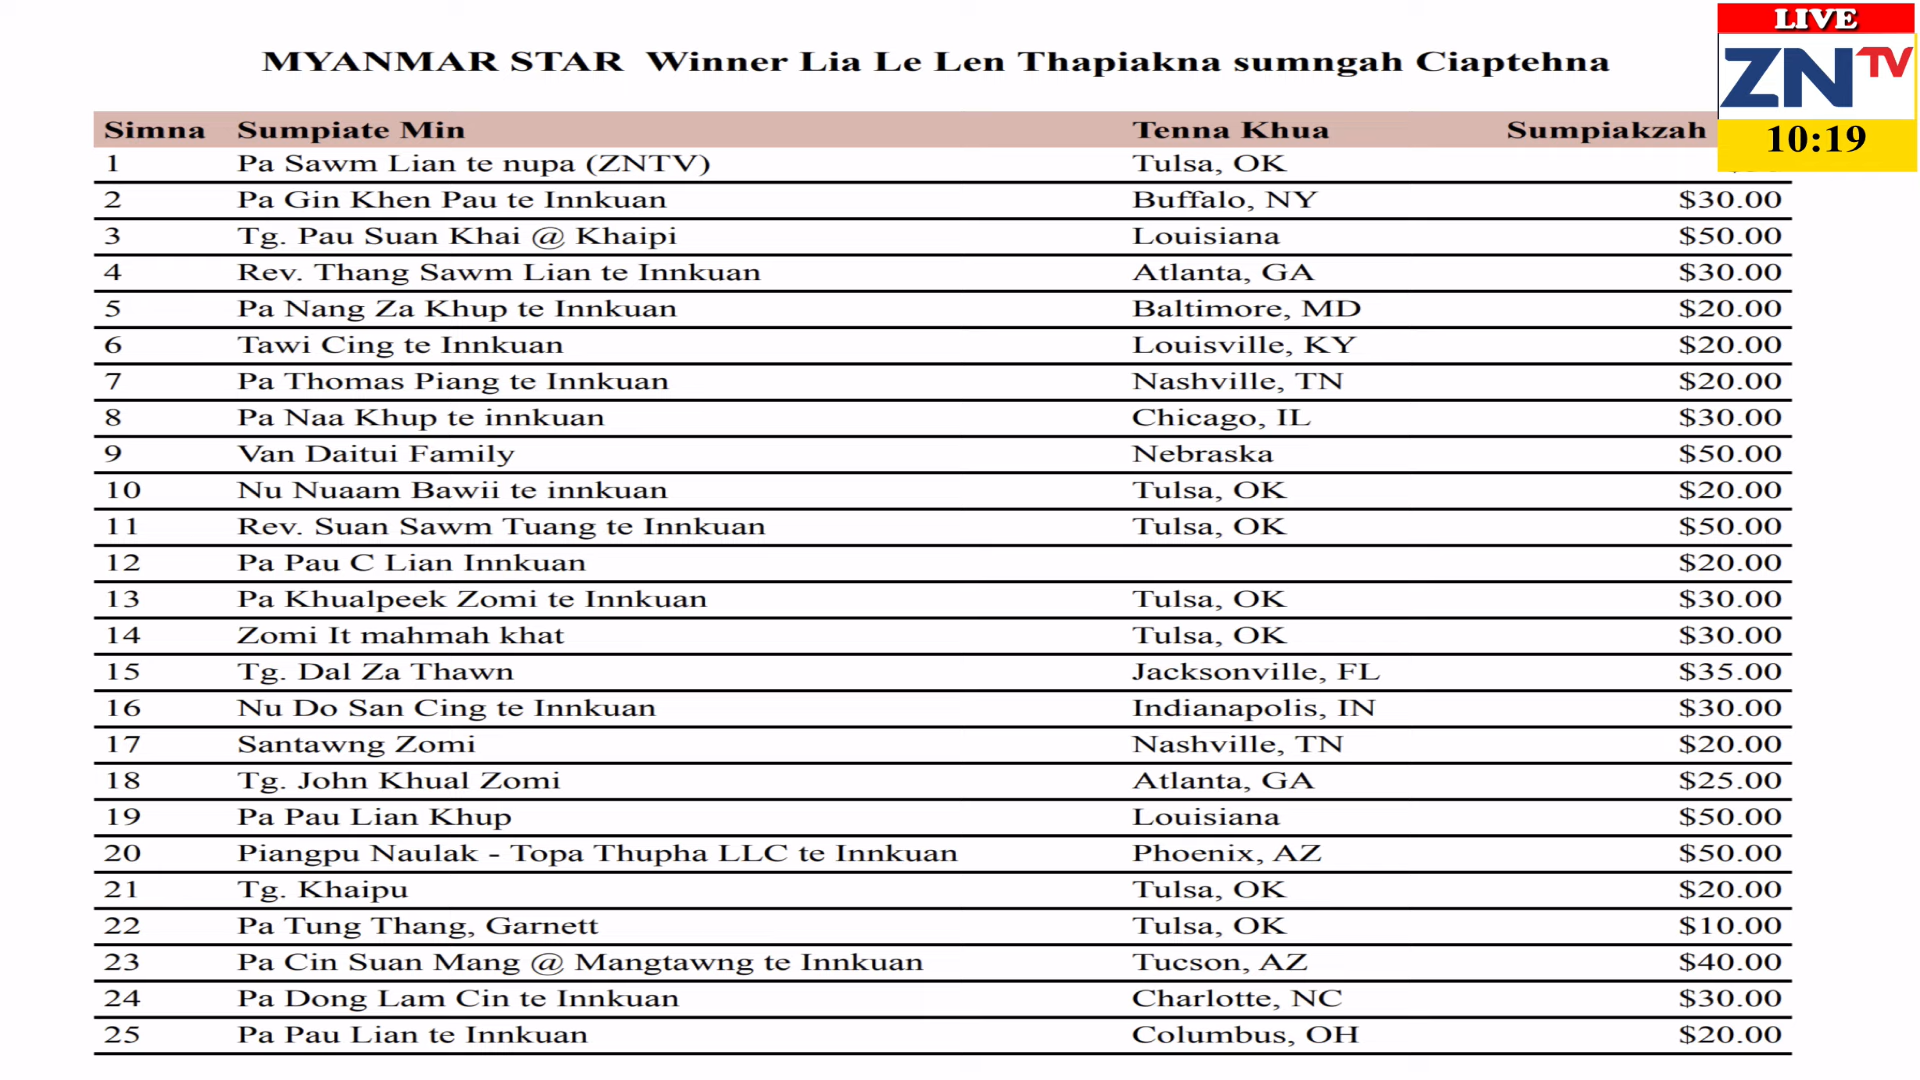 LIVE
ZNTV
10:19
MYANMAR STAR Winner Lia Le Len Thapiakna sumngah Ciaptehna
Simna Sumpiate Min Tenna Khua Sumpiakzah
1 Pa Sawm Lian te nupa (ZNTV) Tulsa, OK
2 Pa Gin Khen Pau te Innkuan Buffalo, NY $30.00
3 Tg. Pau Suan Khai @ Khaipi Louisiana $50.00
4 Rev. Thang Sawm Lian te Innkuan Atlanta, GA $30.00
5 Pa Nang Za Khup te Innkuan Baltimore, MD $20.00
6 Tawi Cing te Innkuan Louisville, KY $20.00
7 Pa Thomas Piang te Innkuan Nashville, TN $20.00
8 Pa Naa Khup te innkuan Chicago, IL $30.00
9 Van Daitui Family Nebraska $50.00
10 Nu Nuaam Bawii te innkuan Tulsa, OK $20.00
11 Rev. Suan Sawm Tuang te Innkuan Tulsa, OK $50.00
12 Pa Pau C Lian Innkuan $20.00
13 Pa Khualpeek Zomi te Innkuan Tulsa, OK $30.00
14 Zomi It mahmah khat Tulsa, OK $30.00
15 Tg. Dal Za Thawn Jacksonville, FL $35.00
16 Nu Do San Cing te Innkuan Indianapolis, IN $30.00
17 Santawng Zomi Nashville, TN $20.00
18 Tg. John Khual Zomi Atlanta, GA $25.00
19 Pa Pau Lian Khup Louisiana $50.00
20 Piangpu Naulak - Topa Thupha LLC te Innkuan Phoenix, AZ $50.00
21 Tg. Khaipu Tulsa, OK $20.00
22 Pa Tung Thang, Garnett Tulsa, OK $10.00
23 Pa Cin Suan Mang @ Mangtawng te Innkuan Tucson, AZ $40.00
24 Pa Dong Lam Cin te Innkuan Charlotte, NC $30.00
25 Pa Pau Lian te Innkuan Columbus, OH $20.00